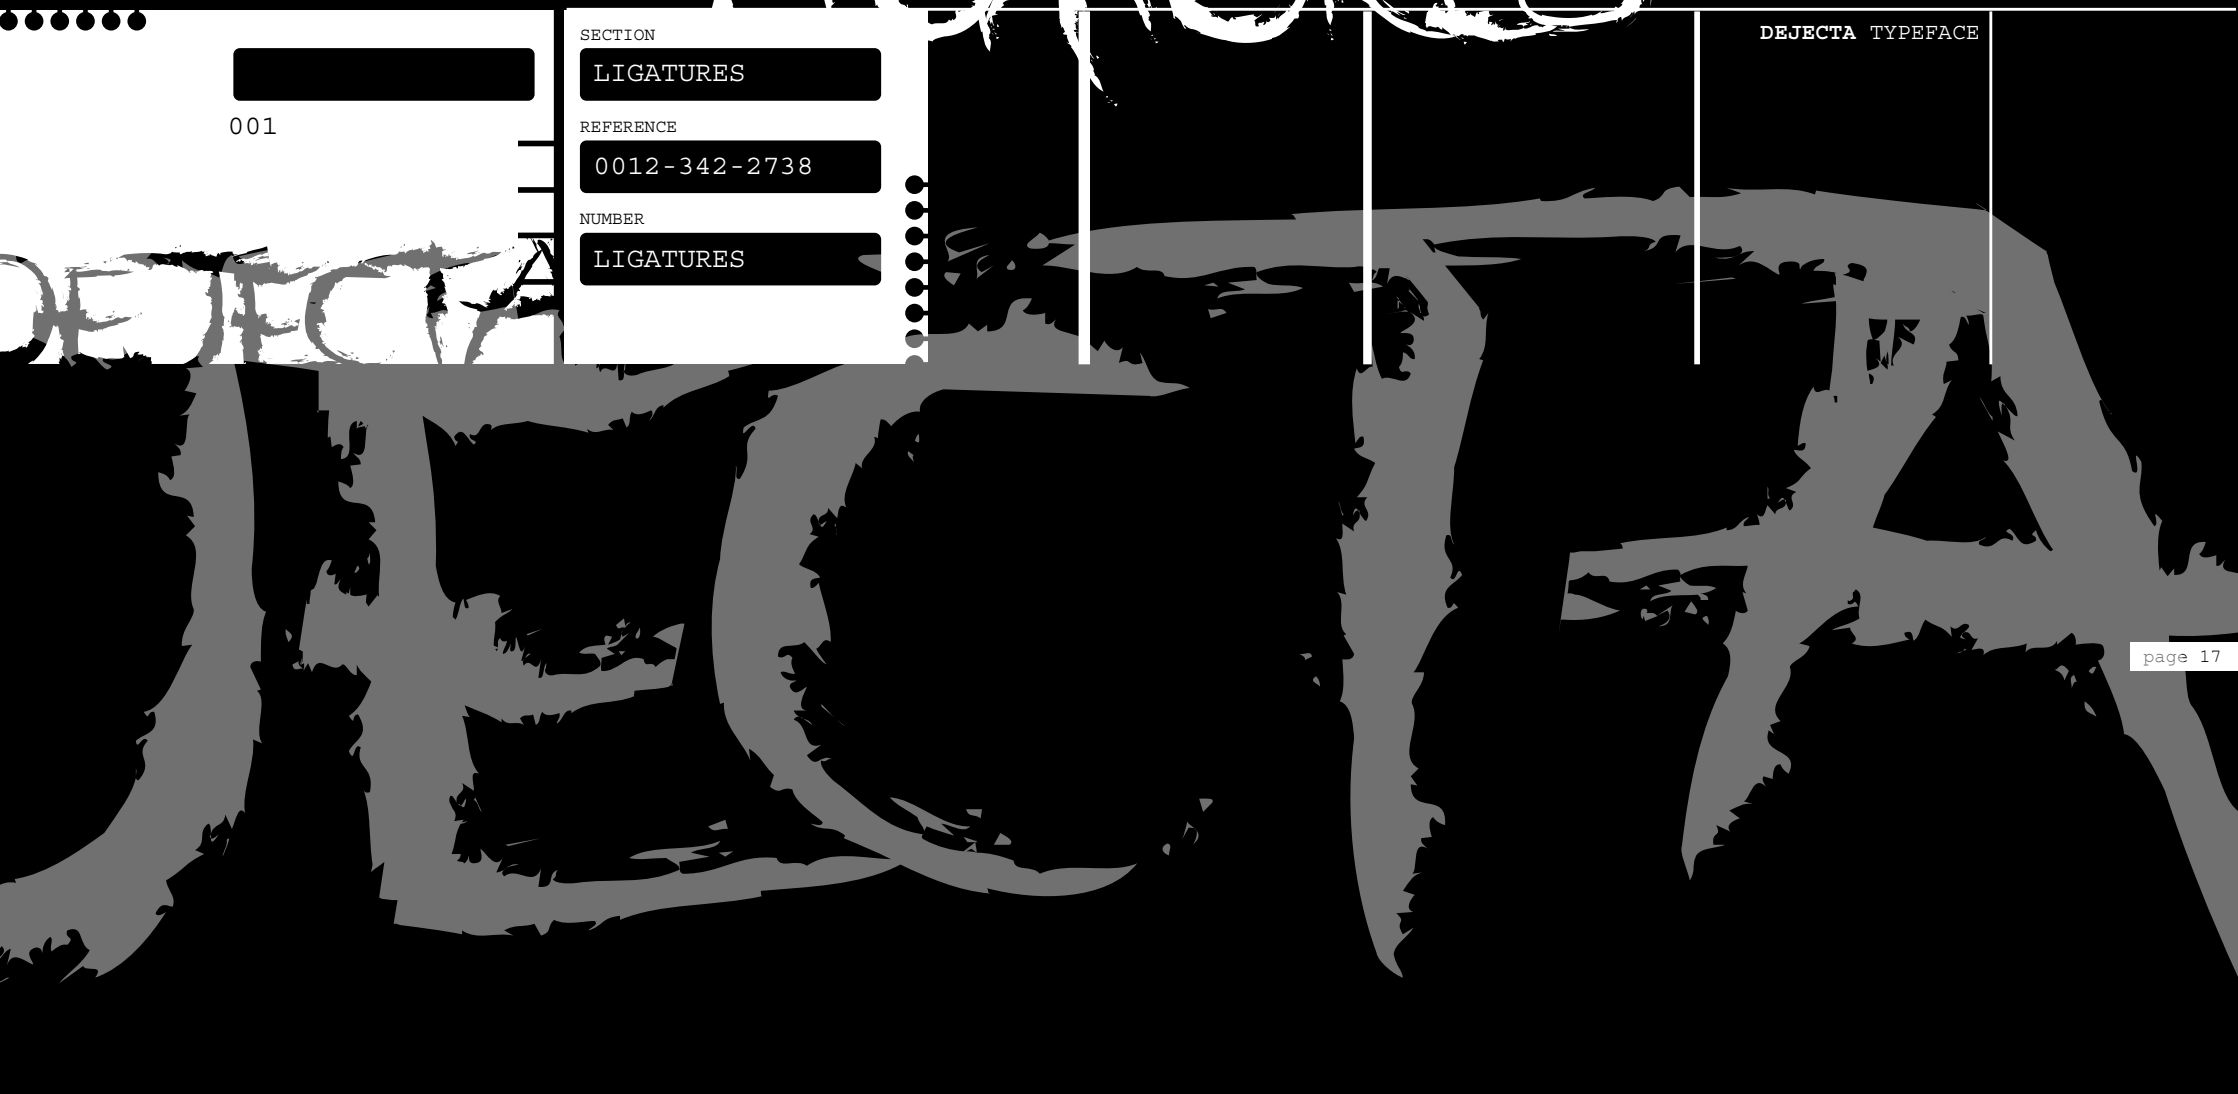 DEJECTA TYPEFACE
001
SECTION
LIGATURES
REFERENCE
0012-342-2738
NUMBER
LIGATURES
DEJECTA
JECTA
page 17